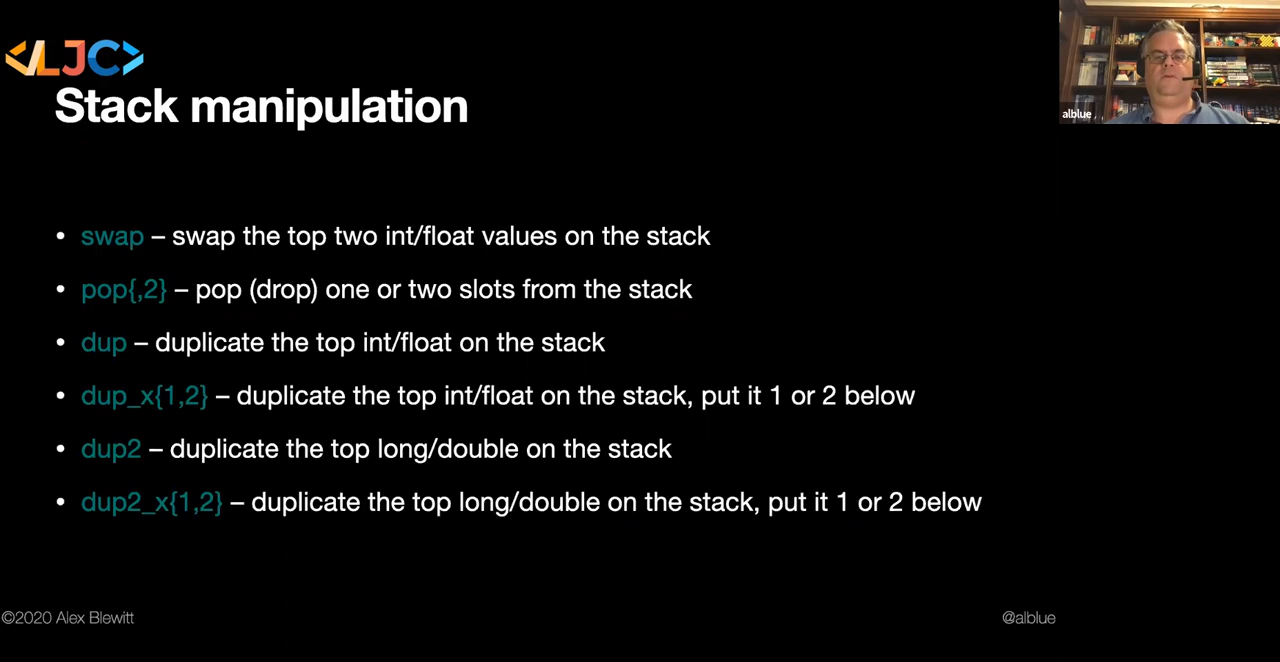 <LJC>
Stack manipulation
alblue
• swap – swap the top two int/float values on the stack
• pop{,2} – pop (drop) one or two slots from the stack
• dup – duplicate the top int/float on the stack
• dup_x{1,2} – duplicate the top int/float on the stack, put it 1 or 2 below
• dup2 – duplicate the top long/double on the stack
• dup2_x{1,2} – duplicate the top long/double on the stack, put it 1 or 2 below
©2020 Alex Blewitt
@alblue